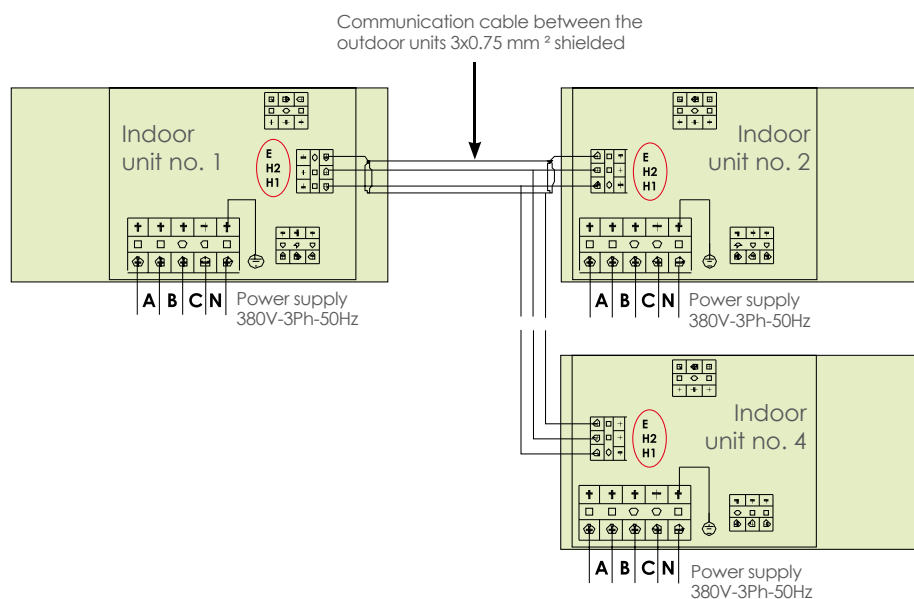 Communication cable between the
outdoor units 3x0.75 mm ² shielded
Indoor
unit no. 1
E
H2
H1
A B C N
Power supply
380V-3Ph-50Hz
Indoor
unit no. 2
E
H2
H1
A B C N
Power supply
380V-3Ph-50Hz
Indoor
unit no. 4
E
H2
H1
A B C N
Power supply
380V-3Ph-50Hz